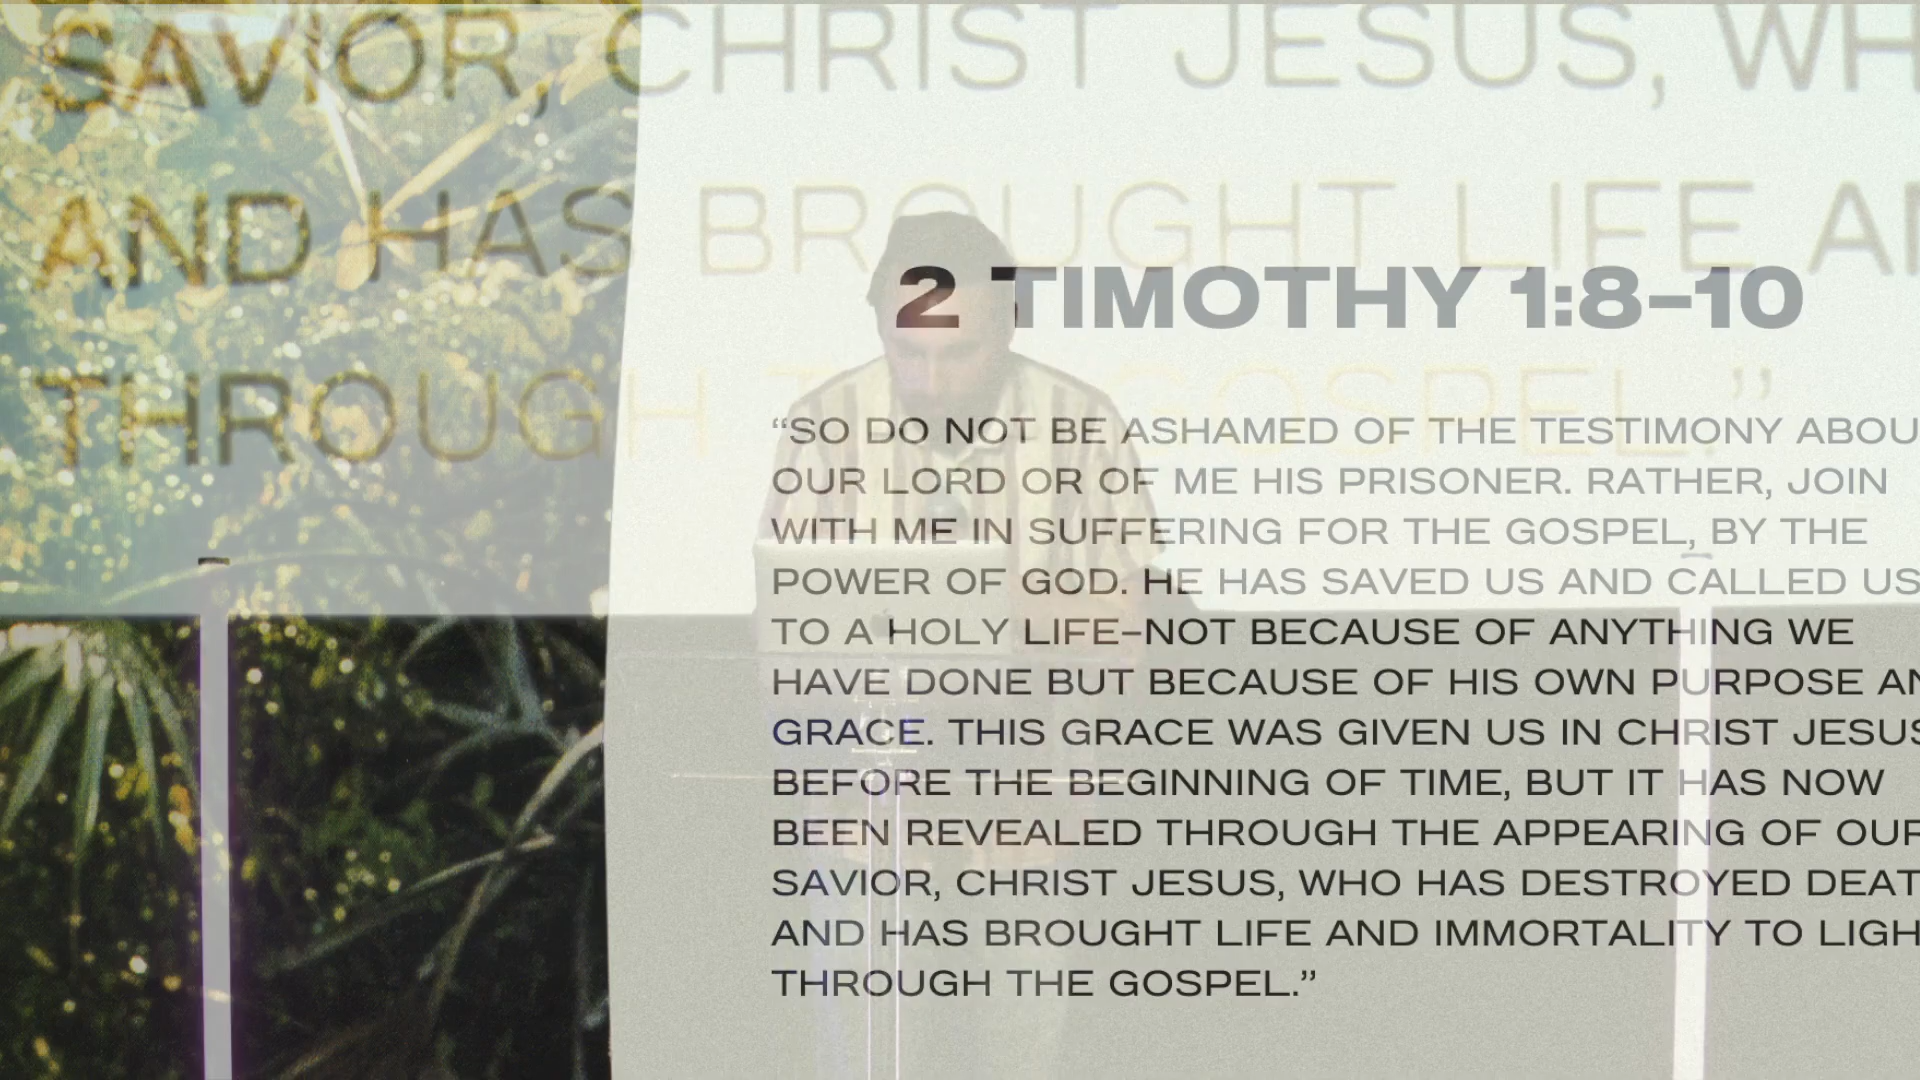 SAVIOR, CHRIST JESUS, WH
AND HAS BROUGHT LIFE AN
THROUGH THE GOSPEL.”
2 TIMOTHY 1:8–10
“SO DO NOT BE ASHAMED OF THE TESTIMONY ABOU
OUR LORD OR OF ME HIS PRISONER. RATHER, JOIN
WITH ME IN SUFFERING FOR THE GOSPEL, BY THE
POWER OF GOD. HE HAS SAVED US AND CALLED US
TO A HOLY LIFE–NOT BECAUSE OF ANYTHING WE
HAVE DONE BUT BECAUSE OF HIS OWN PURPOSE AN
GRACE. THIS GRACE WAS GIVEN US IN CHRIST JESUS
BEFORE THE BEGINNING OF TIME, BUT IT HAS NOW
BEEN REVEALED THROUGH THE APPEARING OF OUR
SAVIOR, CHRIST JESUS, WHO HAS DESTROYED DEAT
AND HAS BROUGHT LIFE AND IMMORTALITY TO LIGH
THROUGH THE GOSPEL.”